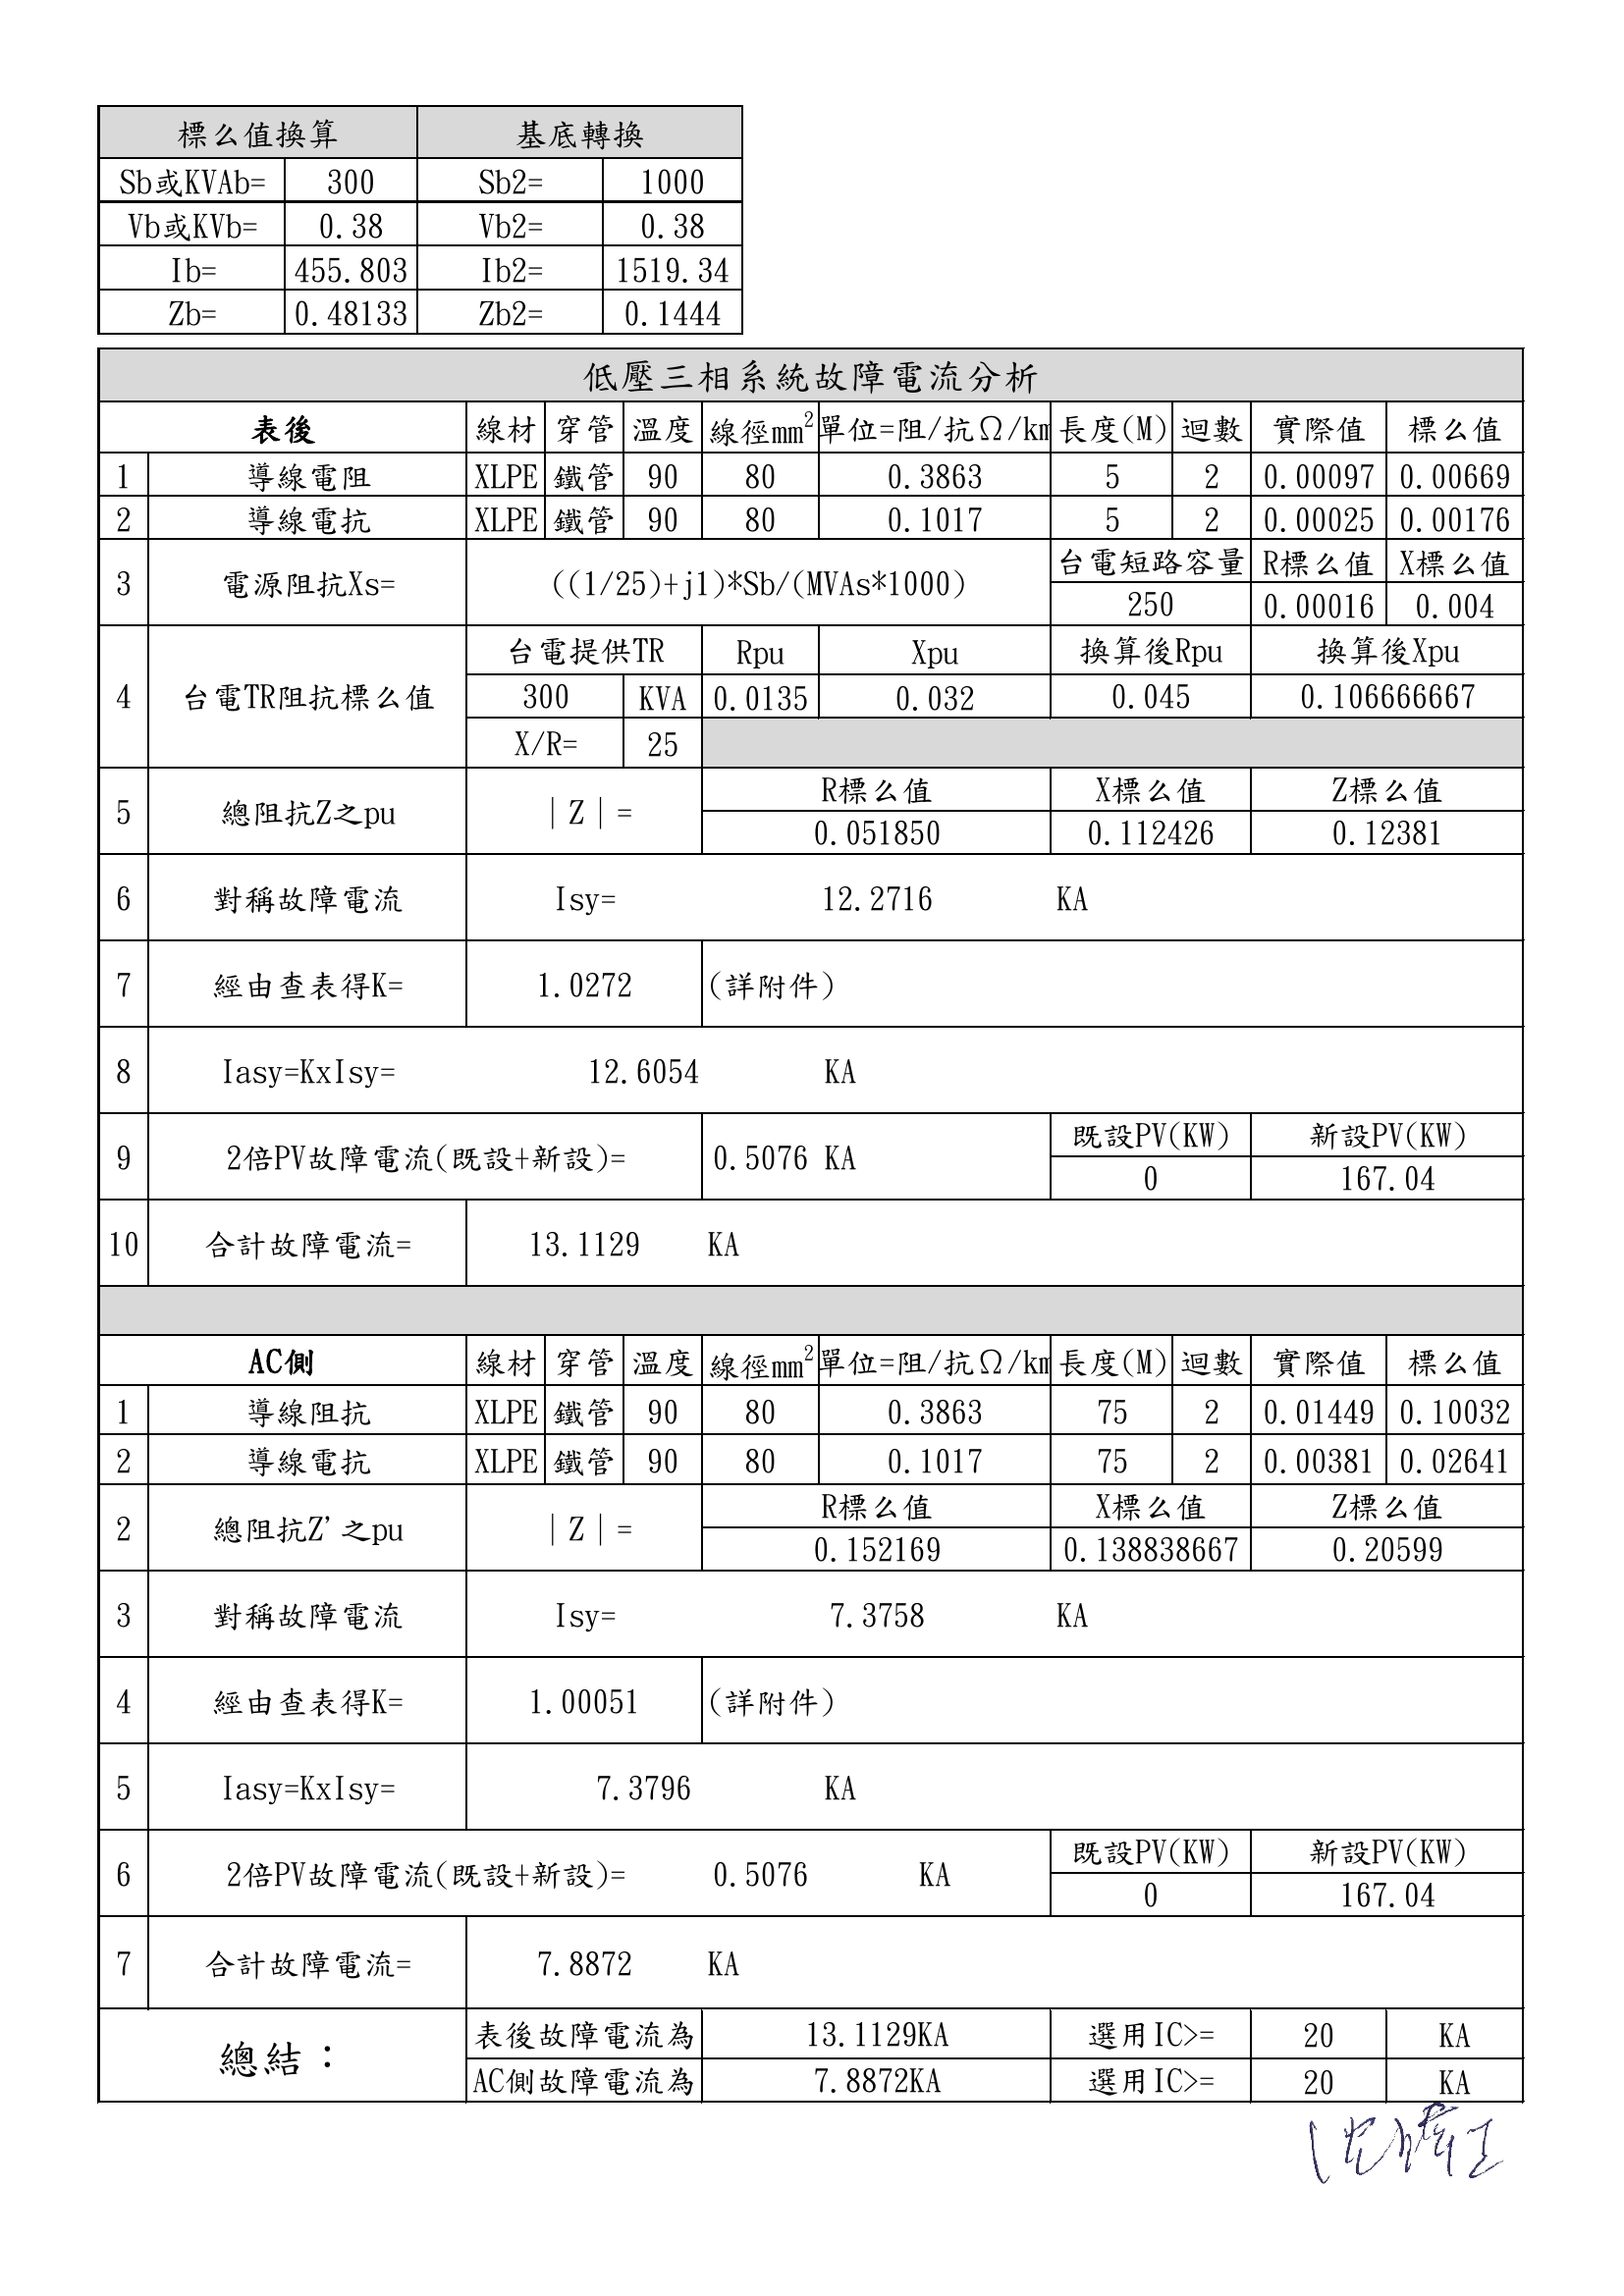 標么值換算 基底轉換
Sb或KVAb= 300 Sb2= 1000
Vb或KVb= 0.38 Vb2= 0.38
Ib= 455.803 Ib2= 1519.34
Zb= 0.48133 Zb2= 0.1444
低壓三相系統故障電流分析
表後 線材 穿管 溫度 線徑mm² 單位=阻/抗Ω/km 長度(M) 迴數 實際值 標么值
1 導線電阻 XLPE 鐵管 90 80 0.3863 5 2 0.00097 0.00669
2 導線電抗 XLPE 鐵管 90 80 0.1017 5 2 0.00025 0.00176
3 電源阻抗Xs= ((1/25)+j1)*Sb/(MVAs*1000) 台電短路容量 R標么值 X標么值
250 0.00016 0.004
4 台電TR阻抗標么值 台電提供TR Rpu Xpu 換算後Rpu 換算後Xpu
300 KVA 0.0135 0.032 0.045 0.106666667
X/R= 25
5 總阻抗Z之pu |Z|= R標么值 X標么值 Z標么值
0.051850 0.112426 0.12381
6 對稱故障電流 Isy= 12.2716 KA
7 經由查表得K= 1.0272 (詳附件)
8 Iasy=KxIsy= 12.6054 KA
9 2倍PV故障電流(既設+新設)= 0.5076 KA 既設PV(KW) 新設PV(KW)
0 167.04
10 合計故障電流= 13.1129 KA
AC側 線材 穿管 溫度 線徑mm² 單位=阻/抗Ω/km 長度(M) 迴數 實際值 標么值
1 導線阻抗 XLPE 鐵管 90 80 0.3863 75 2 0.01449 0.10032
2 導線電抗 XLPE 鐵管 90 80 0.1017 75 2 0.00381 0.02641
2 總阻抗Z'之pu |Z|= R標么值 X標么值 Z標么值
0.152169 0.138838667 0.20599
3 對稱故障電流 Isy= 7.3758 KA
4 經由查表得K= 1.00051 (詳附件)
5 Iasy=KxIsy= 7.3796 KA
6 2倍PV故障電流(既設+新設)= 0.5076 KA 既設PV(KW) 新設PV(KW)
0 167.04
7 合計故障電流= 7.8872 KA
總結： 表後故障電流為 13.1129KA 選用IC>= 20 KA
AC側故障電流為 7.8872KA 選用IC>= 20 KA